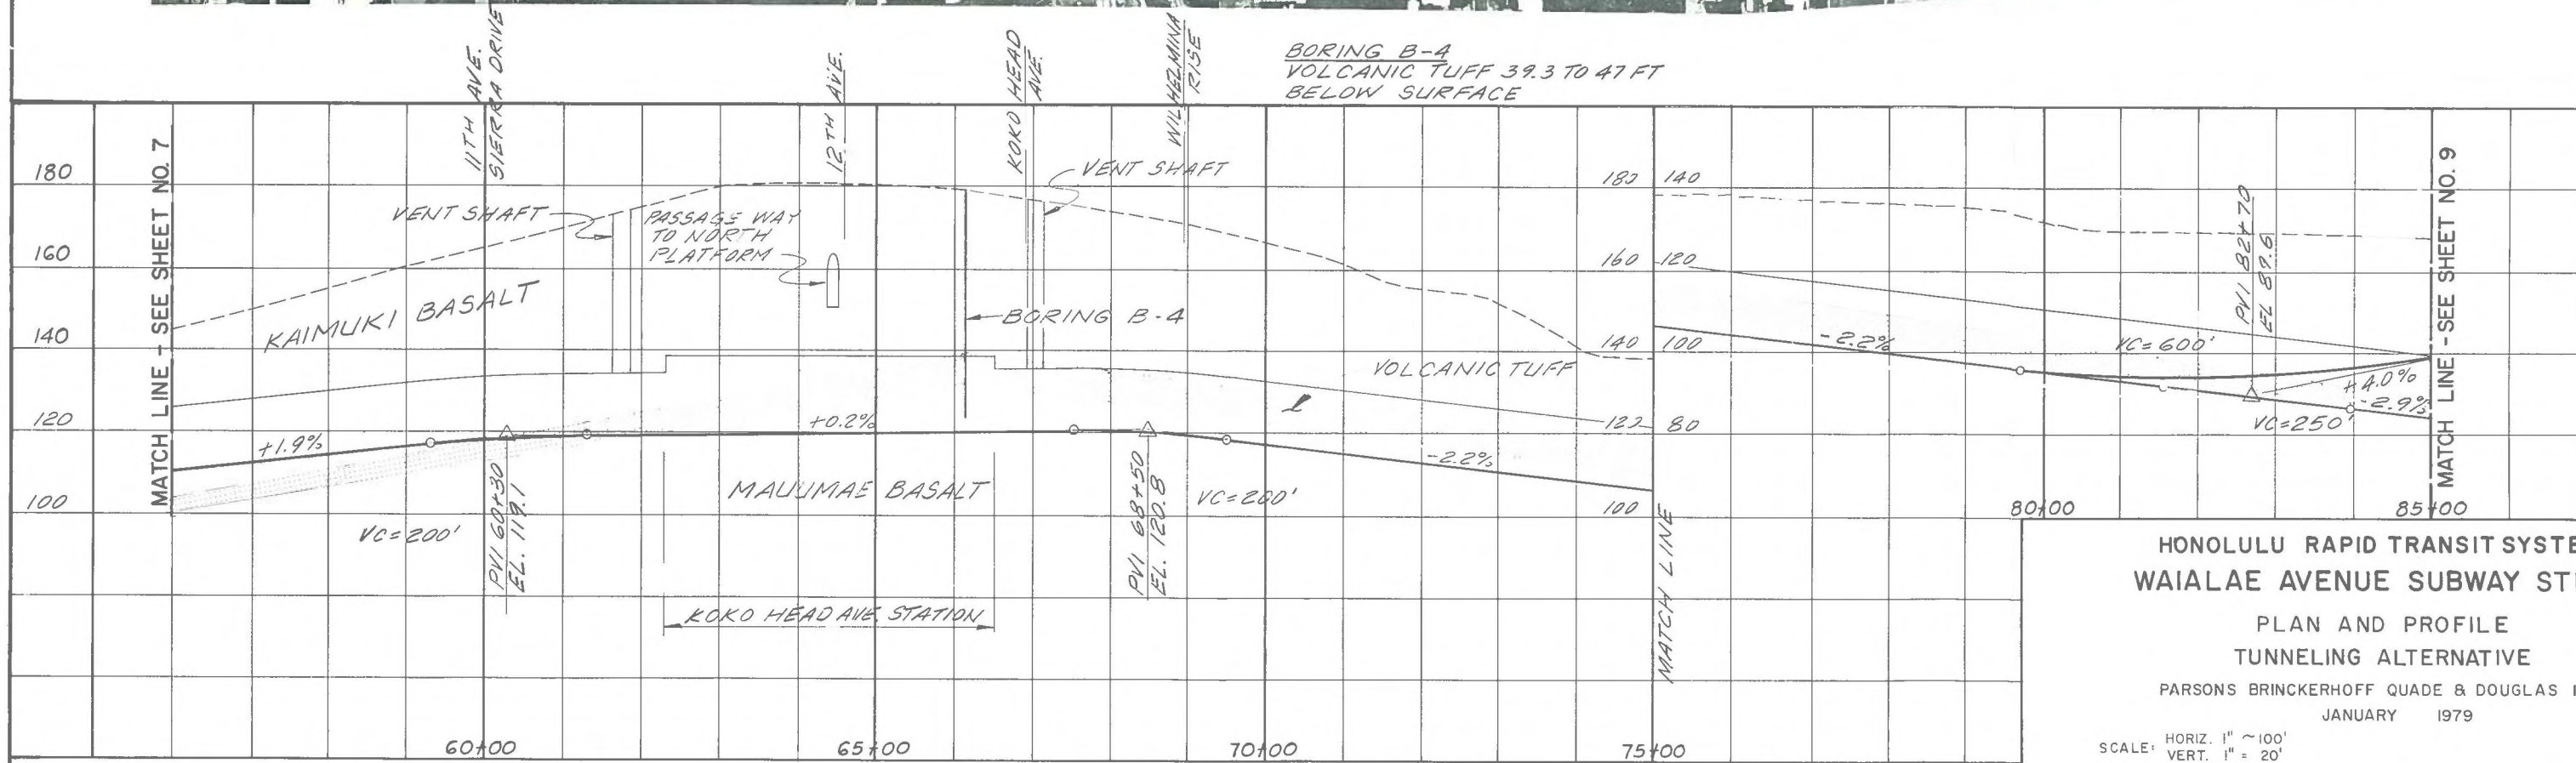 11TH AVE.
SIERRA DRIVE
12TH AVE.
KOKO HEAD
AVE.
WILHELMINA
RISE
BORING B-4
VOLCANIC TUFF 39.3 TO 47 FT
BELOW SURFACE
MATCH LINE - SEE SHEET NO. 7
180
160
140
120
100
VENT SHAFT
PASSAGE WAY
TO NORTH
PLATFORM
VENT SHAFT
KAIMUKI BASALT
BORING B-4
VOLCANIC TUFF
+1.9%
+0.2%
-2.2%
MAUUMAE BASALT
VC=200'
PVI 60+30
EL. 119.1
PVI 68+50
EL. 120.8
VC=200'
KOKO HEAD AVE. STATION
180 140
160 120
140 100
120 80
100
MATCH LINE
-2.2%
VC=600'
PVI 82+70
EL 89.6
+4.0%
-2.9%
VC=250'
MATCH LINE - SEE SHEET NO. 9
60+00
65+00
70+00
75+00
80+00
85+00
HONOLULU RAPID TRANSIT SYSTE
WAIALAE AVENUE SUBWAY ST
PLAN AND PROFILE
TUNNELING ALTERNATIVE
PARSONS BRINCKERHOFF QUADE & DOUGLAS I
JANUARY 1979
SCALE: HORIZ. 1" ~ 100'
VERT. 1" = 20'